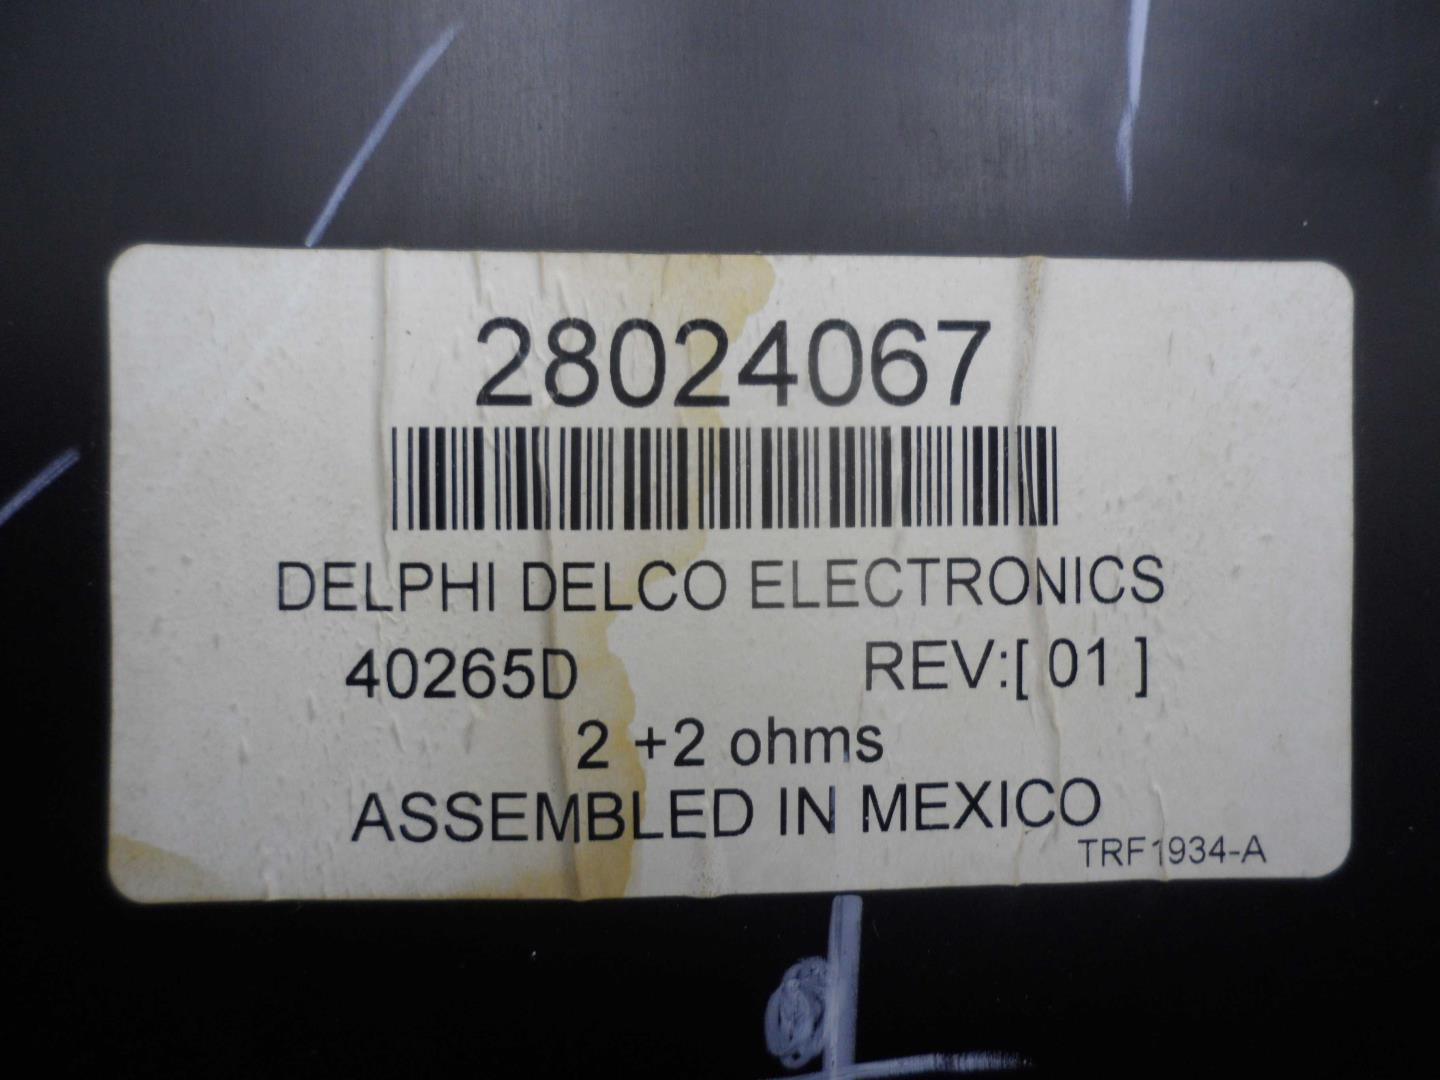 28024067
DELPHI DELCO ELECTRONICS
40265D REV:[ 01 ]
2 +2 ohms
ASSEMBLED IN MEXICO
TRF1934-A